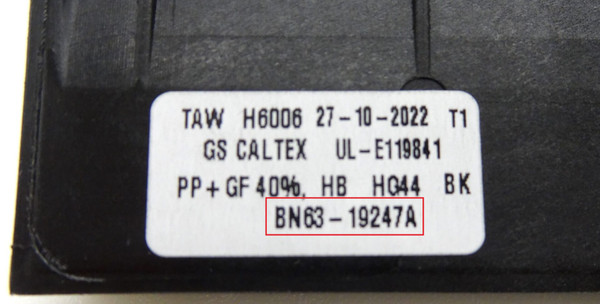 TAW H6006 27-10-2022 T1
GS CALTEX UL-E119841
PP+GF 40%, HB HG44 BK
BN63-19247A